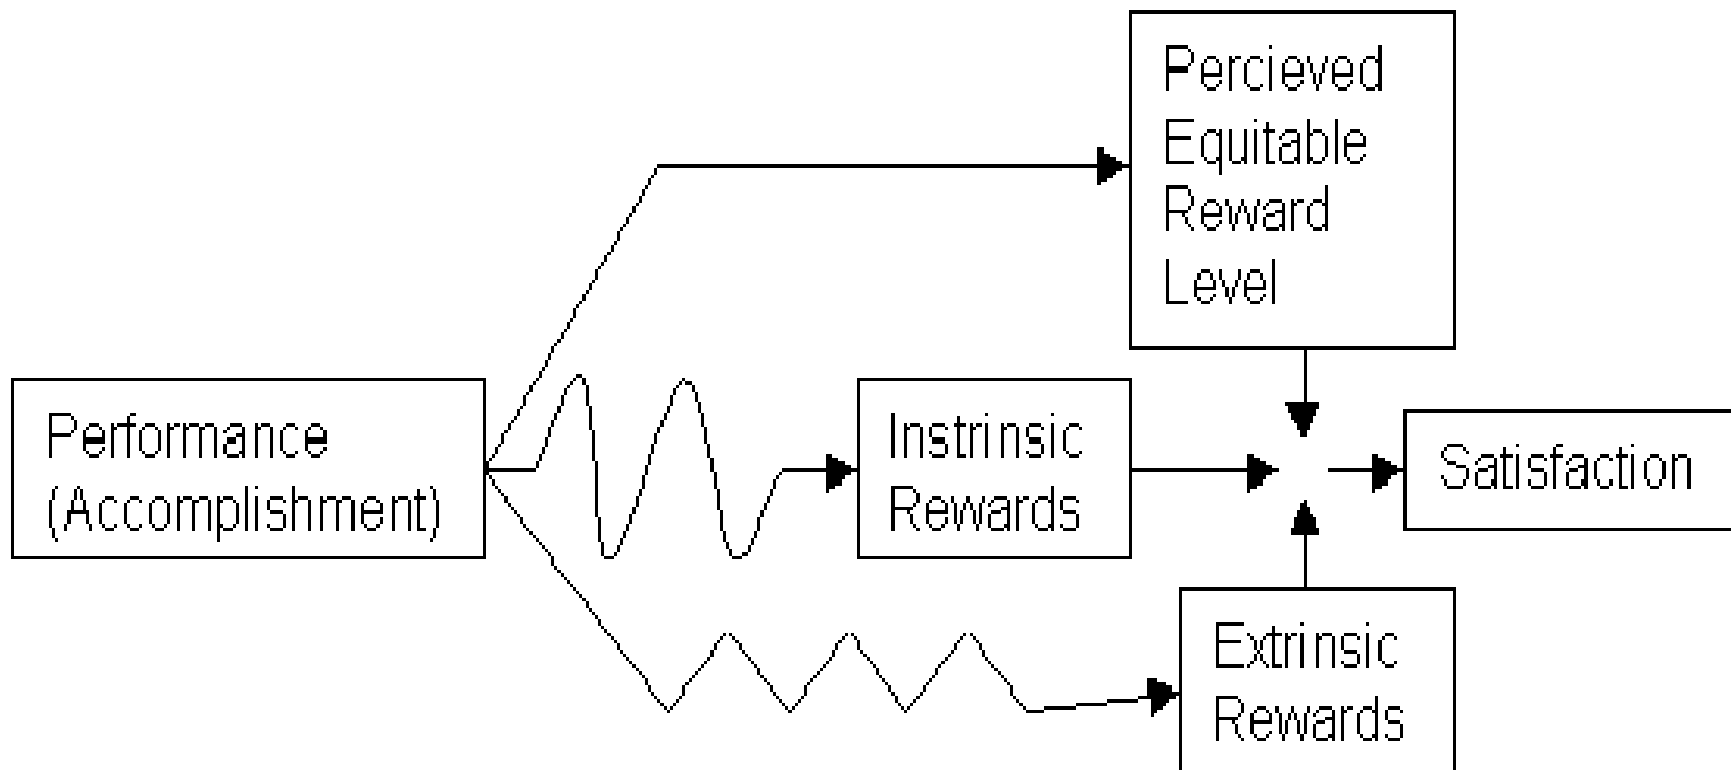 Percieved
Equitable
Reward
Level
Performance
(Accomplishment)
Instrinsic
Rewards
Satisfaction
Extrinsic
Rewards